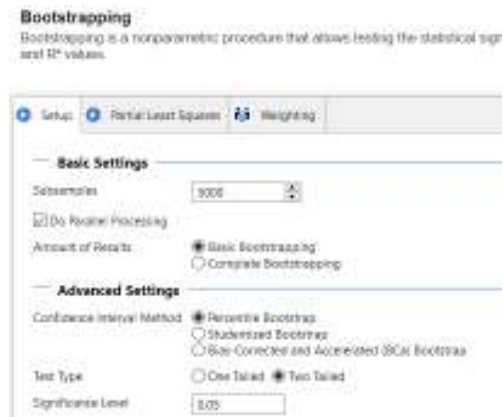 Bootstrapping
Bootstrapping is a nonparametric procedure that allows testing the statistical sign
and R² values.
Setup Partial Least Squares Weighting
Basic Settings
Subsamples 5000
Do Parallel Processing
Amount of Results Basic Bootstrapping
Complete Bootstrapping
Advanced Settings
Confidence Interval Method Percentile Bootstrap
Studentized Bootstrap
Bias-Corrected and Accelerated (BCa) Bootstrap
Test Type One Tailed Two Tailed
Significance Level 0.05